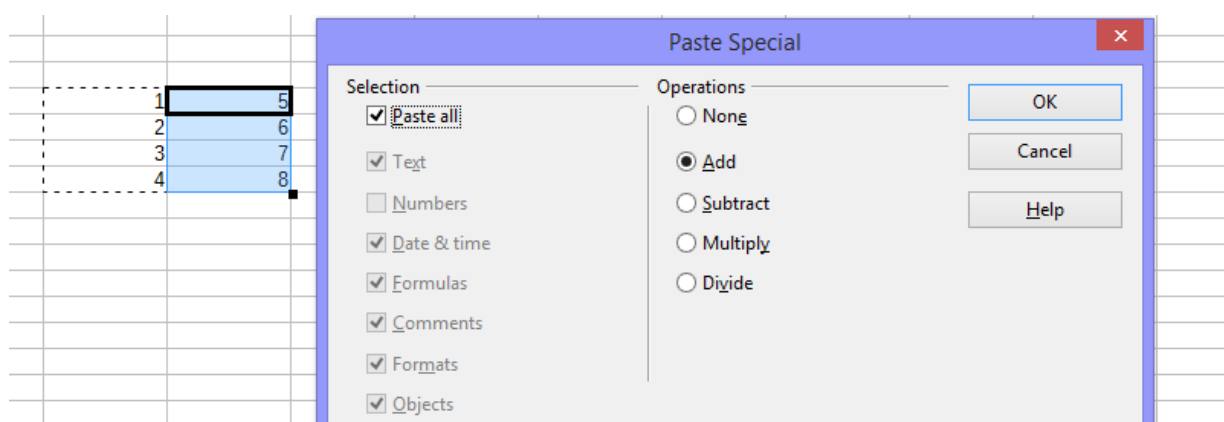 Paste Special
×
1 5
2 6
3 7
4 8
Selection
Paste all
Text
Numbers
Date & time
Formulas
Comments
Formats
Objects
Operations
None
Add
Subtract
Multiply
Divide
OK
Cancel
Help